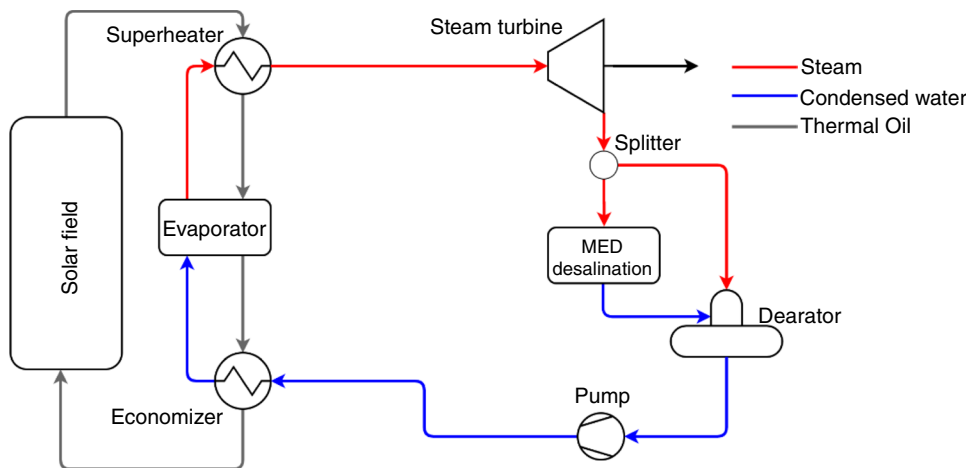 Superheater
Steam turbine
Steam
Condensed water
Thermal Oil
Splitter
Solar field
Evaporator
MED
desalination
Dearator
Economizer
Pump